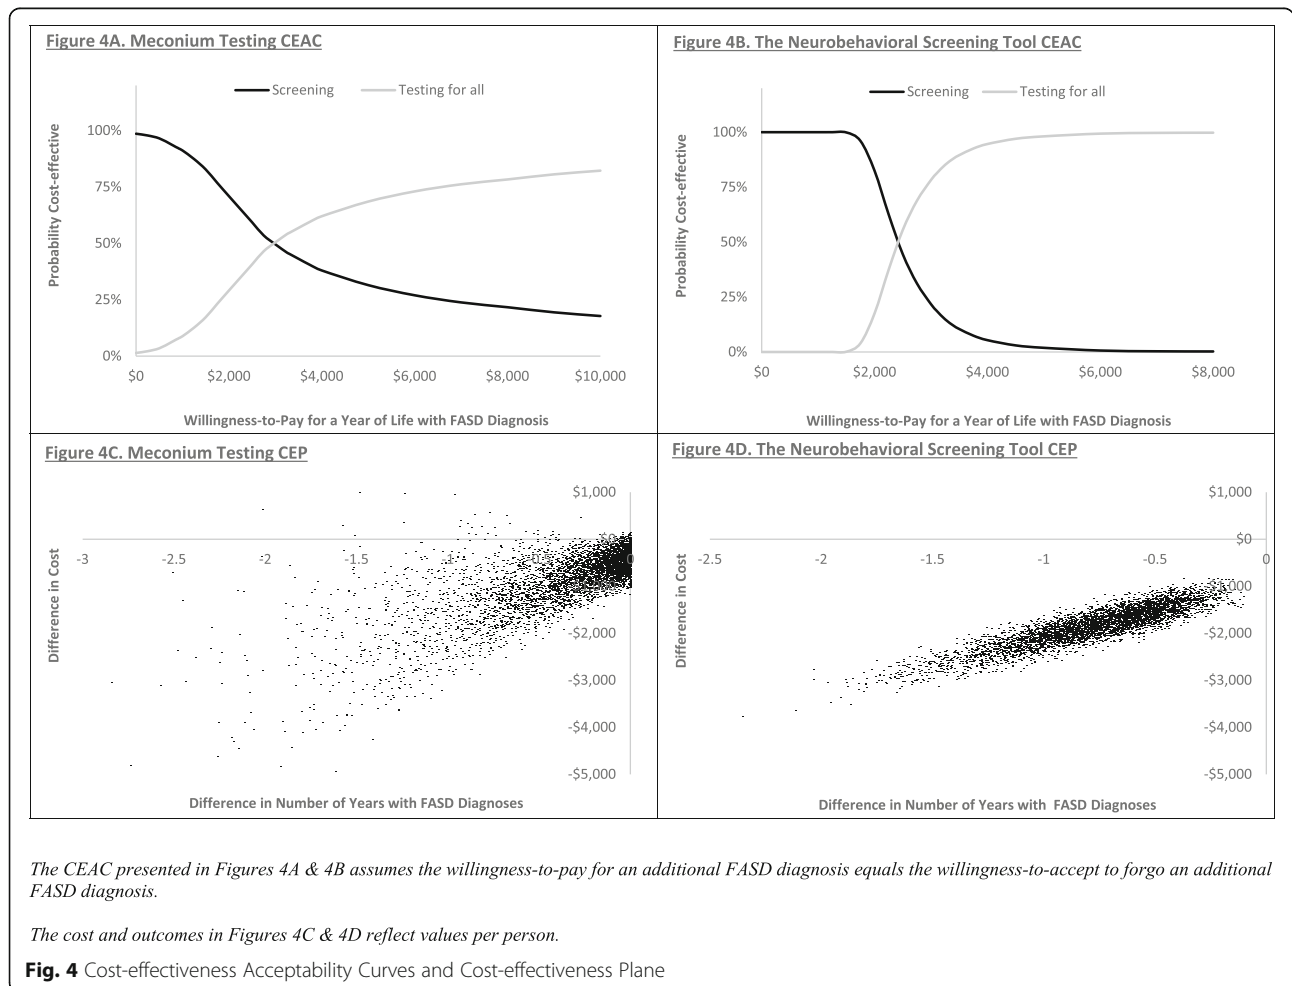 Figure 4A. Meconium Testing CEAC
Screening
Testing for all
Probability Cost-effective
100%
75%
50%
25%
0%
$0
$2,000
$4,000
$6,000
$8,000
$10,000
Willingness-to-Pay for a Year of Life with FASD Diagnosis
Figure 4B. The Neurobehavioral Screening Tool CEAC
Screening
Testing for all
Probability Cost-effective
100%
75%
50%
25%
0%
$0
$2,000
$4,000
$6,000
$8,000
Willingness-to-Pay for a Year of Life with FASD Diagnosis
Figure 4C. Meconium Testing CEP
Difference in Cost
$1,000
$0
-$2,000
-$3,000
-$4,000
-$5,000
-3
-2.5
-2
-1.5
-1
0
Difference in Number of Years with FASD Diagnoses
Figure 4D. The Neurobehavioral Screening Tool CEP
Difference in Cost
$1,000
$0
-$1,000
-$2,000
-$3,000
-$4,000
-$5,000
-2.5
-2
-1.5
-1
-0.5
0
Difference in Number of Years with FASD Diagnoses
The CEAC presented in Figures 4A & 4B assumes the willingness-to-pay for an additional FASD diagnosis equals the willingness-to-accept to forgo an additional
FASD diagnosis.
The cost and outcomes in Figures 4C & 4D reflect values per person.
Fig. 4 Cost-effectiveness Acceptability Curves and Cost-effectiveness Plane